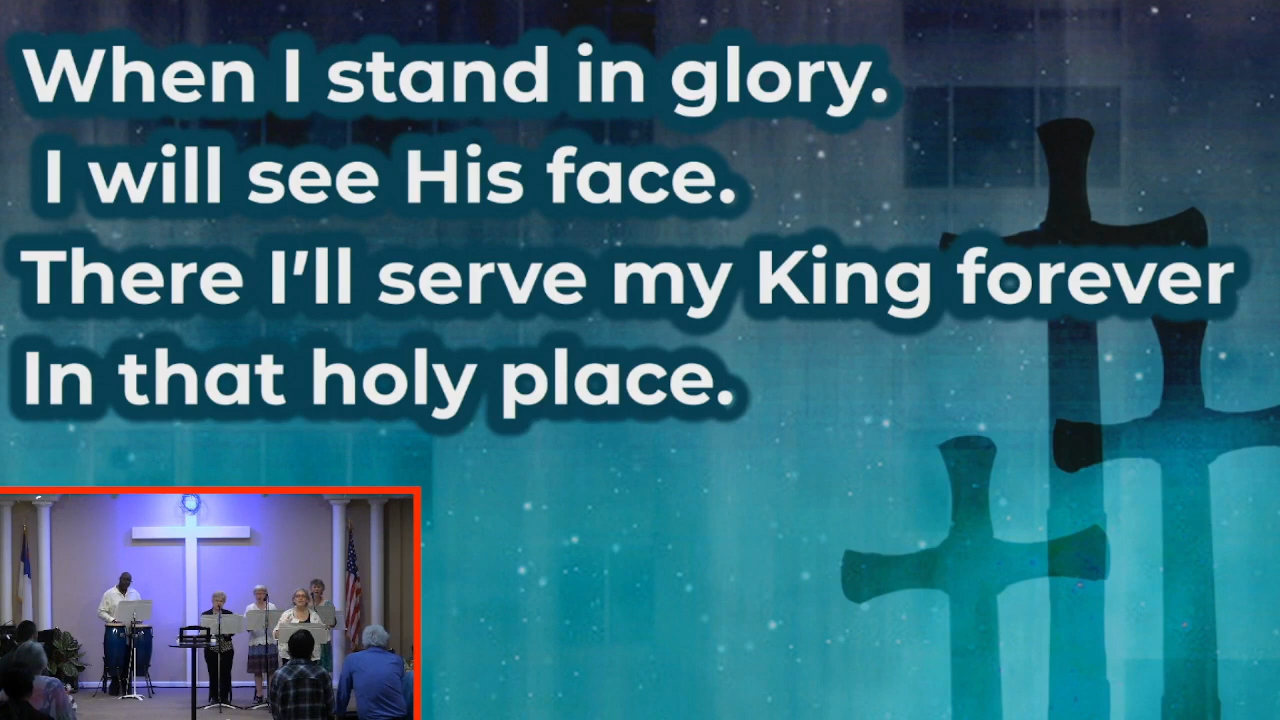 When I stand in glory.
I will see His face.
There I’ll serve my King forever
In that holy place.